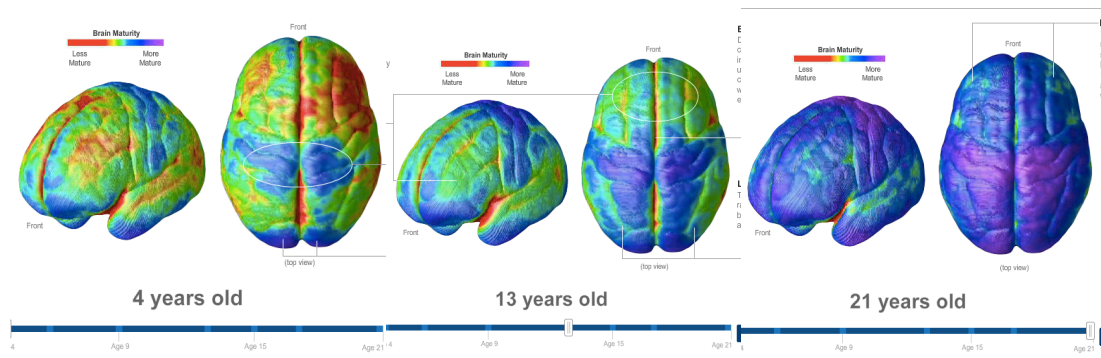 Front
Brain Maturity
Less
Mature
More
Mature
Front
(top view)
4 years old
4
Age 9
Age 15
Age 21
Front
Brain Maturity
Less
Mature
More
Mature
Front
(top view)
13 years old
Age 9
Age 15
Age 21
Front
Brain Maturity
Less
Mature
More
Mature
Front
(top view)
21 years old
4
Age 9
Age 15
Age 21